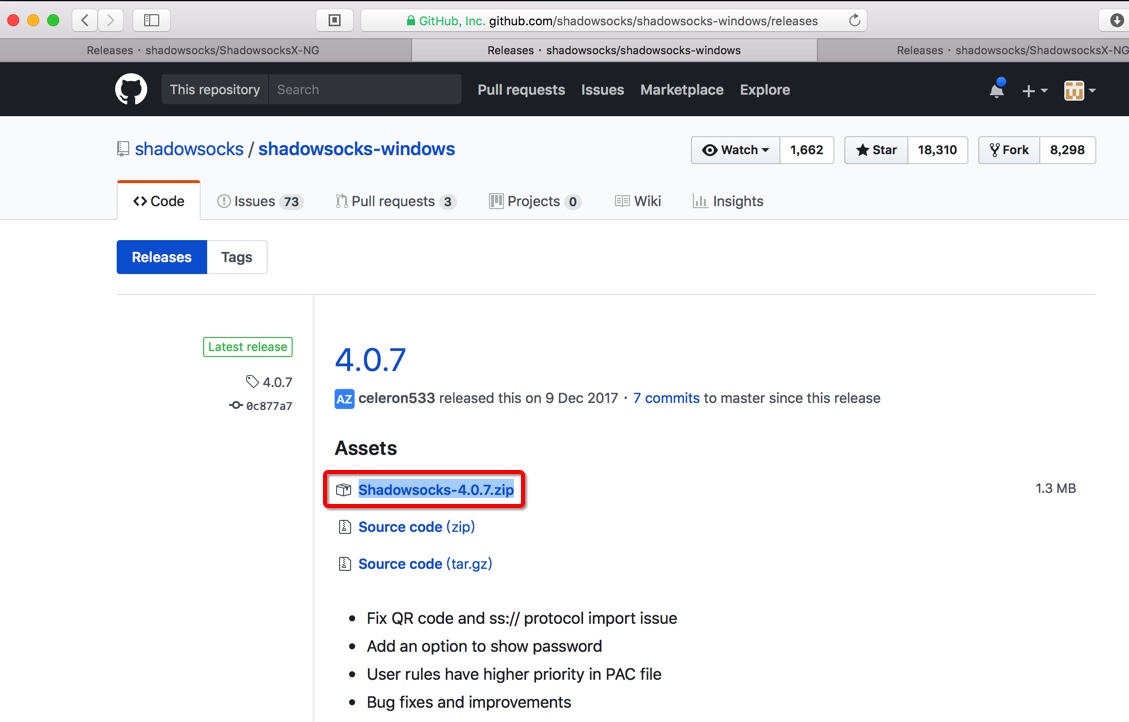 GitHub, Inc. github.com/shadowsocks/shadowsocks-windows/releases
Releases · shadowsocks/ShadowsocksX-NG
Releases · shadowsocks/shadowsocks-windows
Releases · shadowsocks/ShadowsocksX-NG
This repository Search Pull requests Issues Marketplace Explore
shadowsocks / shadowsocks-windows
Watch 1,662 Star 18,310 Fork 8,298
Code Issues 73 Pull requests 3 Projects 0 Wiki Insights
Releases Tags
Latest release
4.0.7
0c877a7
4.0.7
AZ celeron533 released this on 9 Dec 2017 · 7 commits to master since this release
Assets
Shadowsocks-4.0.7.zip 1.3 MB
Source code (zip)
Source code (tar.gz)
• Fix QR code and ss:// protocol import issue
• Add an option to show password
• User rules have higher priority in PAC file
• Bug fixes and improvements